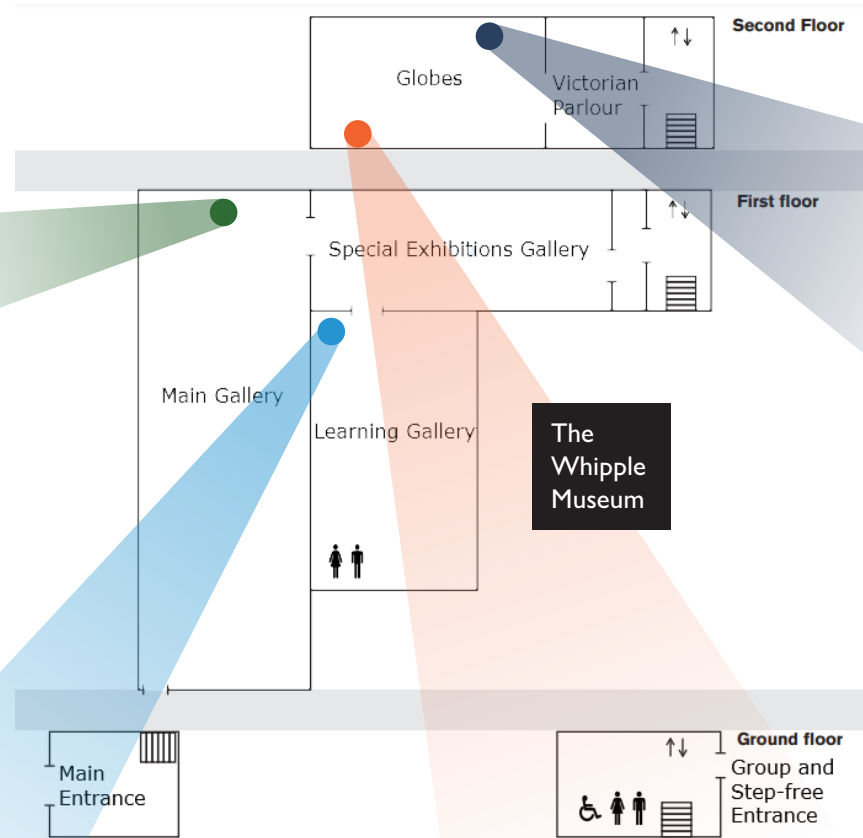 Second Floor
Globes
Victorian
Parlour
First floor
Special Exhibitions Gallery
Main Gallery
Learning Gallery
The
Whipple
Museum
Ground floor
Main
Entrance
Group and
Step-free
Entrance